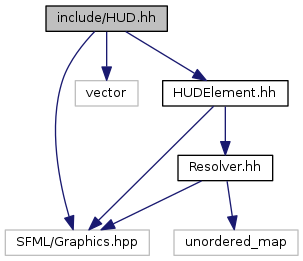 include/HUD.hh
vector
HUDElement.hh
Resolver.hh
SFML/Graphics.hpp
unordered_map